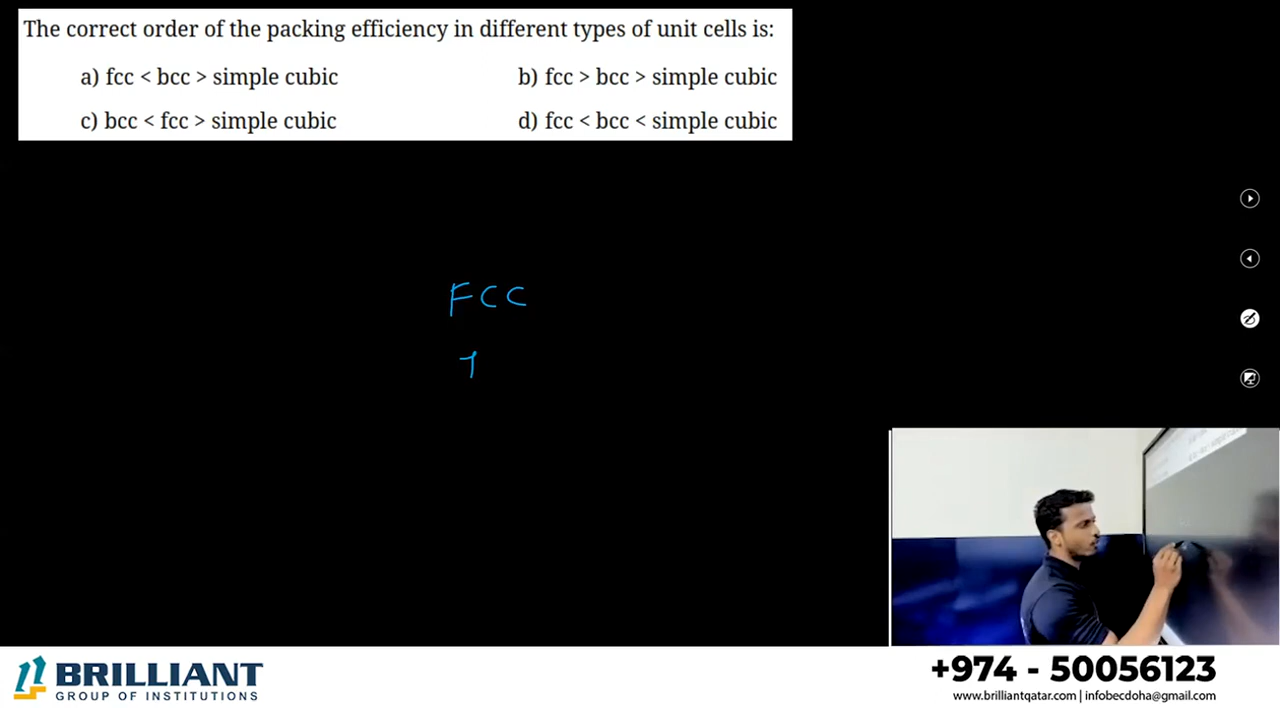 The correct order of the packing efficiency in different types of unit cells is:
a) fcc < bcc > simple cubic
b) fcc > bcc > simple cubic
c) bcc < fcc > simple cubic
d) fcc < bcc < simple cubic
FCC
7
BRILLIANT
GROUP OF INSTITUTIONS
+974 - 50056123
www.brilliantqatar.com | infobecdoha@gmail.com